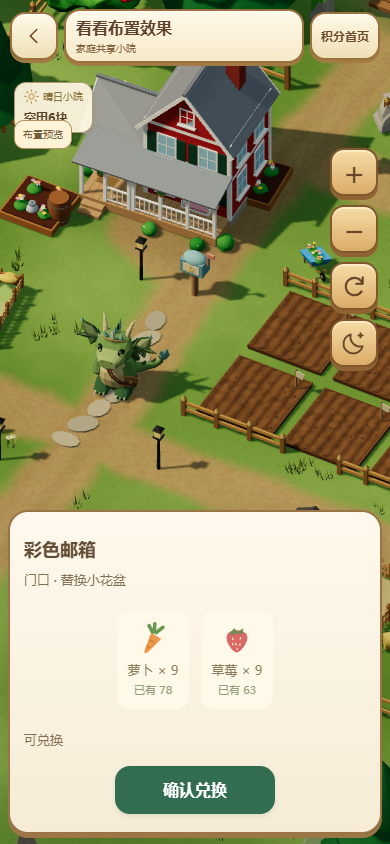 看看布置效果
家庭共享小院
积分首页
晴日小院
空田6块
布置预览
彩色邮箱
门口 · 替换小花盆
萝卜 × 9
已有 78
草莓 × 9
已有 63
可兑换
确认兑换